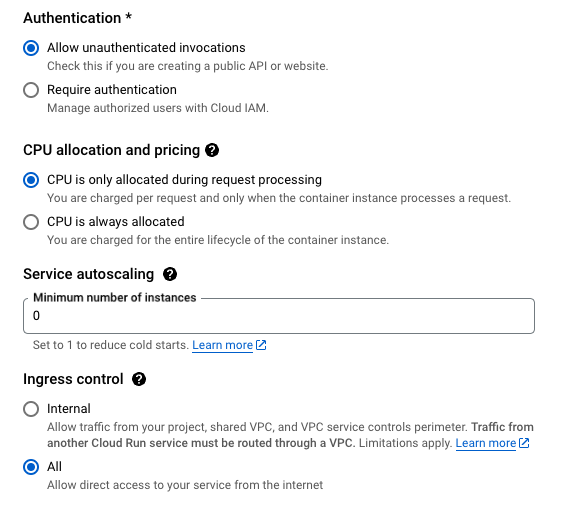 Authentication *
Allow unauthenticated invocations
Check this if you are creating a public API or website.
Require authentication
Manage authorized users with Cloud IAM.
CPU allocation and pricing ?
CPU is only allocated during request processing
You are charged per request and only when the container instance processes a request.
CPU is always allocated
You are charged for the entire lifecycle of the container instance.
Service autoscaling ?
Minimum number of instances
0
Set to 1 to reduce cold starts. Learn more
Ingress control ?
Internal
Allow traffic from your project, shared VPC, and VPC service controls perimeter. Traffic from
another Cloud Run service must be routed through a VPC. Limitations apply. Learn more
All
Allow direct access to your service from the internet